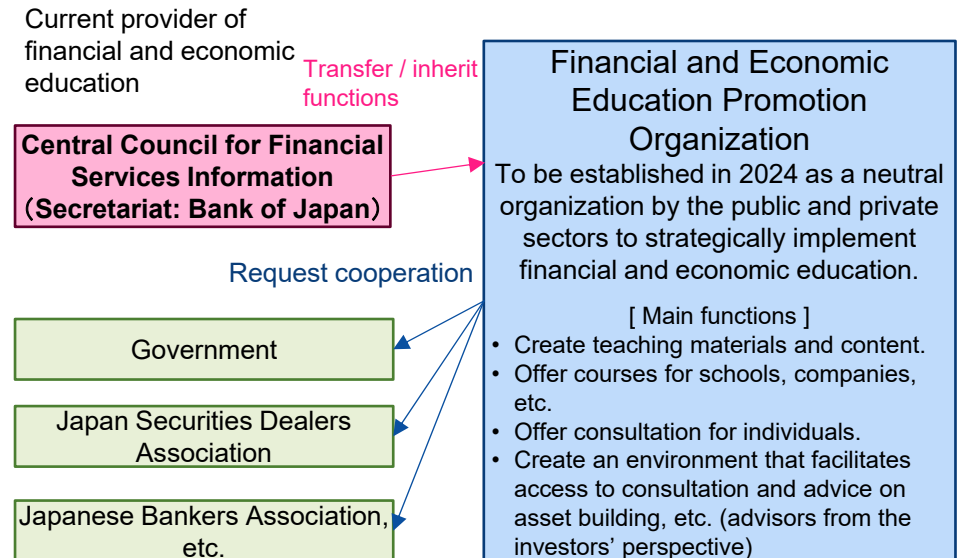 Current provider of
financial and economic
education
Transfer / inherit
functions
Central Council for Financial
Services Information
（Secretariat: Bank of Japan）
Request cooperation
Government
Japan Securities Dealers
Association
Japanese Bankers Association,
etc.
Financial and Economic
Education Promotion
Organization
To be established in 2024 as a neutral
organization by the public and private
sectors to strategically implement
financial and economic education.
[ Main functions ]
• Create teaching materials and content.
• Offer courses for schools, companies,
etc.
• Offer consultation for individuals.
• Create an environment that facilitates
access to consultation and advice on
asset building, etc. (advisors from the
investors’ perspective)